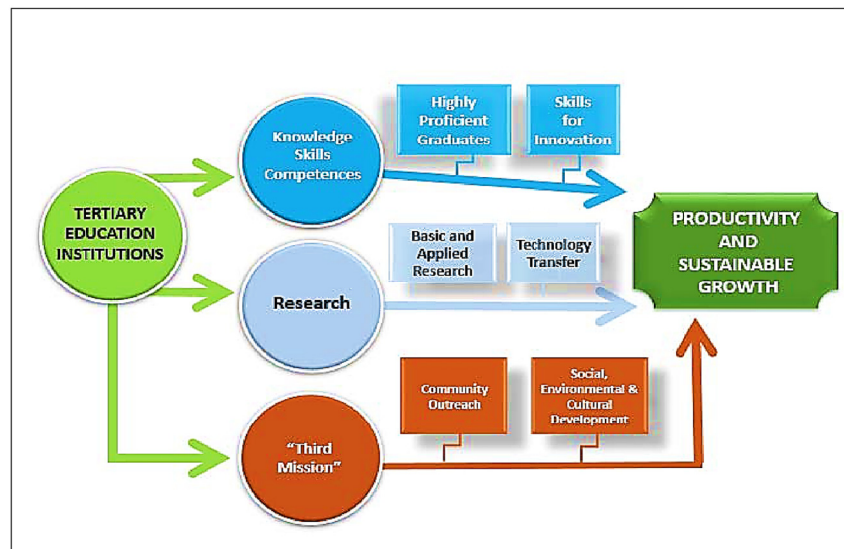 TERTIARY
EDUCATION
INSTITUTIONS
Knowledge
Skills
Competences
Highly
Proficient
Graduates
Skills
for
Innovation
Research
Basic and
Applied
Research
Technology
Transfer
"Third
Mission"
Community
Outreach
Social,
Environmental &
Cultural
Development
PRODUCTIVITY
AND
SUSTAINABLE
GROWTH